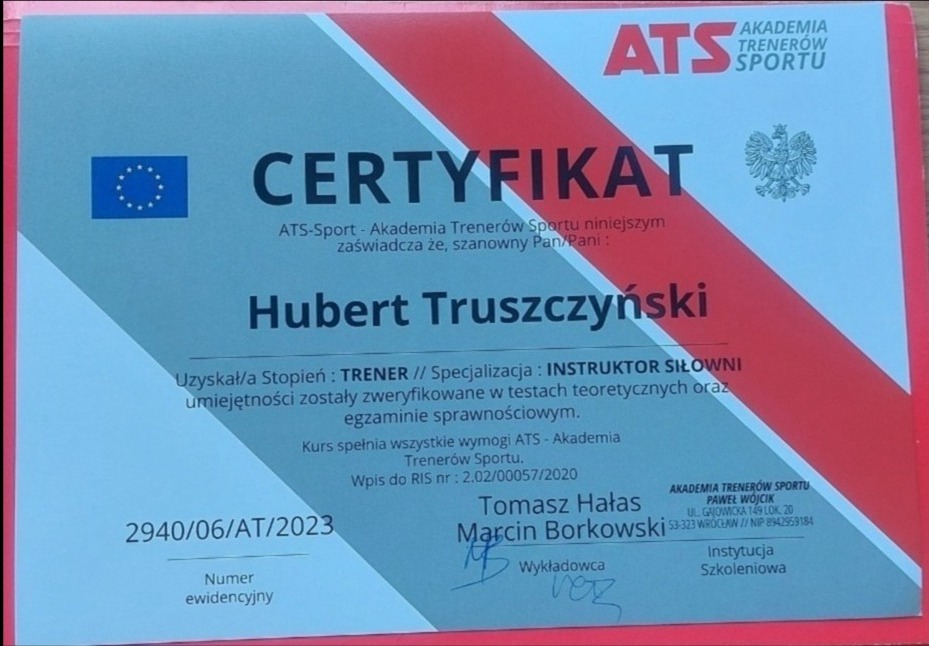 ATS AKADEMIA
TRENERÓW
SPORTU
CERTYFIKAT
ATS-Sport - Akademia Trenerów Sportu niniejszym
zaświadcza że, szanowny Pan/Pani :
Hubert Truszczyński
Uzyskał/a Stopień : TRENER // Specjalizacja : INSTRUKTOR SIŁOWNI
umiejętności zostały zweryfikowane w testach teoretycznych oraz
egzaminie sprawnościowym.
Kurs spełnia wszystkie wymogi ATS - Akademia
Trenerów Sportu.
Wpis do RIS nr : 2.02/00057/2020
2940/06/AT/2023
Numer
ewidencyjny
Tomasz Hałas
Marcin Borkowski
Wykładowca
AKADEMIA TRENERÓW SPORTU
PAWEŁ WÓJCIK
UL. GAJOWICKA 149 LOK. 20
53-323 WROCŁAW // NIP 8942959184
Instytucja
Szkoleniowa